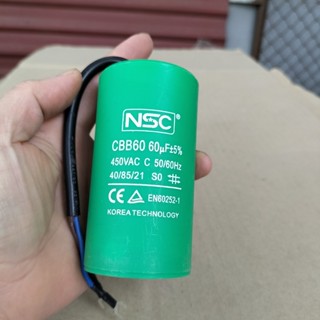 NSC
CBB60 60μF±5%
450VAC C 50/60Hz
40/85/21 S0
CE EN60252-1
KOREA TECHNOLOGY